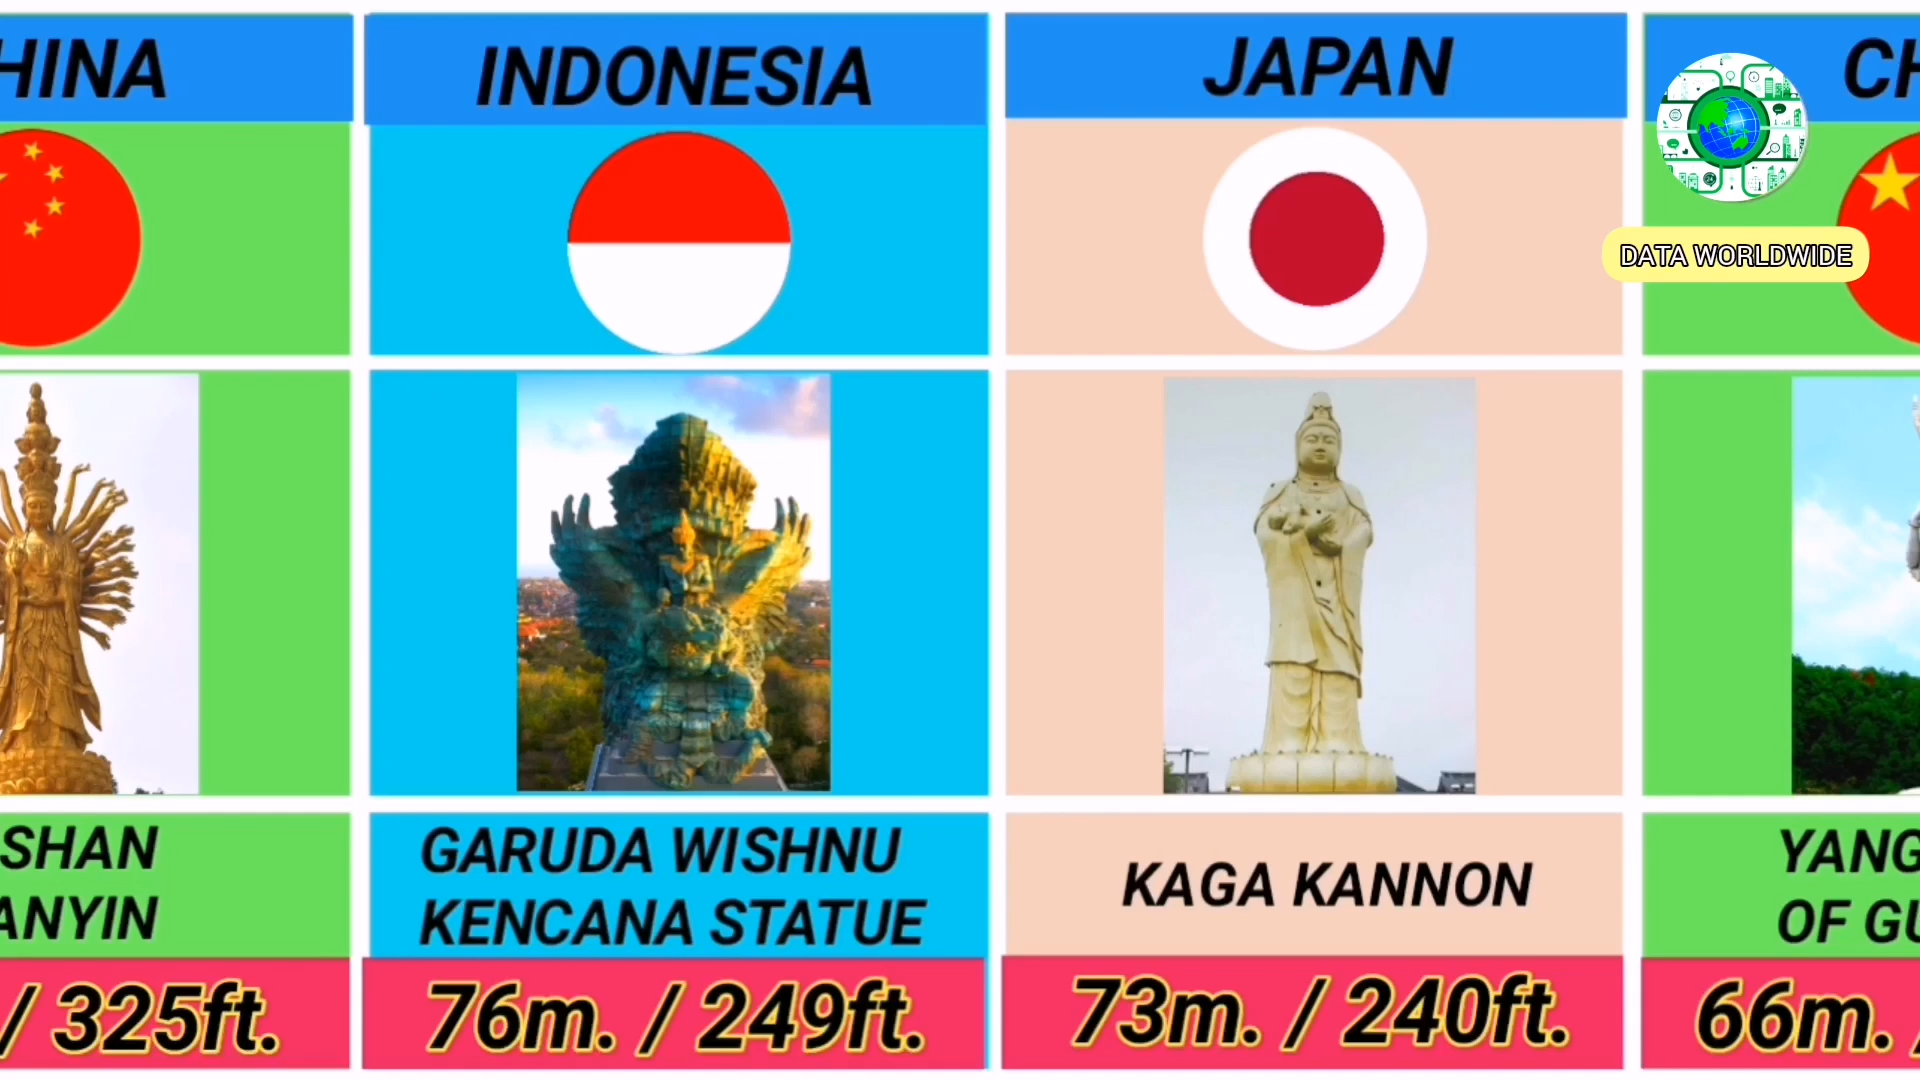 HINA
INDONESIA
JAPAN
CH
DATA WORLDWIDE
SHAN
ANYIN
GARUDA WISHNU
KENCANA STATUE
KAGA KANNON
YANG
OF GU
/ 325ft.
76m. / 249ft.
73m. / 240ft.
66m. /